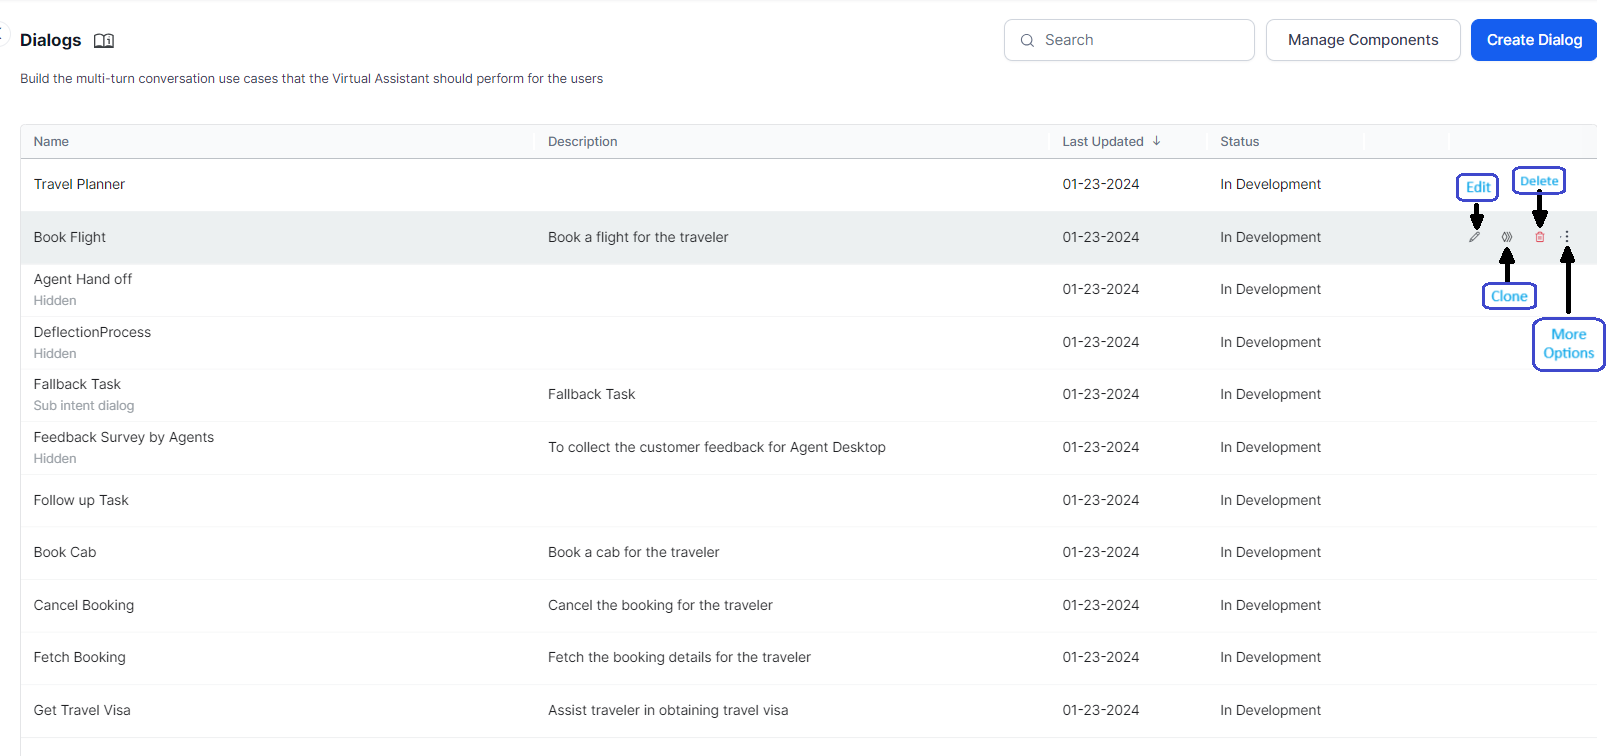 Dialogs
Search
Manage Components
Create Dialog
Build the multi-turn conversation use cases that the Virtual Assistant should perform for the users
Name Description Last Updated ↓ Status
Travel Planner 01-23-2024 In Development
Edit
Delete
Book Flight Book a flight for the traveler 01-23-2024 In Development
Agent Hand off
Hidden
01-23-2024 In Development
Clone
DeflectionProcess
Hidden
01-23-2024 In Development
More
Options
Fallback Task
Sub intent dialog
Fallback Task 01-23-2024 In Development
Feedback Survey by Agents
Hidden
To collect the customer feedback for Agent Desktop 01-23-2024 In Development
Follow up Task 01-23-2024 In Development
Book Cab Book a cab for the traveler 01-23-2024 In Development
Cancel Booking Cancel the booking for the traveler 01-23-2024 In Development
Fetch Booking Fetch the booking details for the traveler 01-23-2024 In Development
Get Travel Visa Assist traveler in obtaining travel visa 01-23-2024 In Development